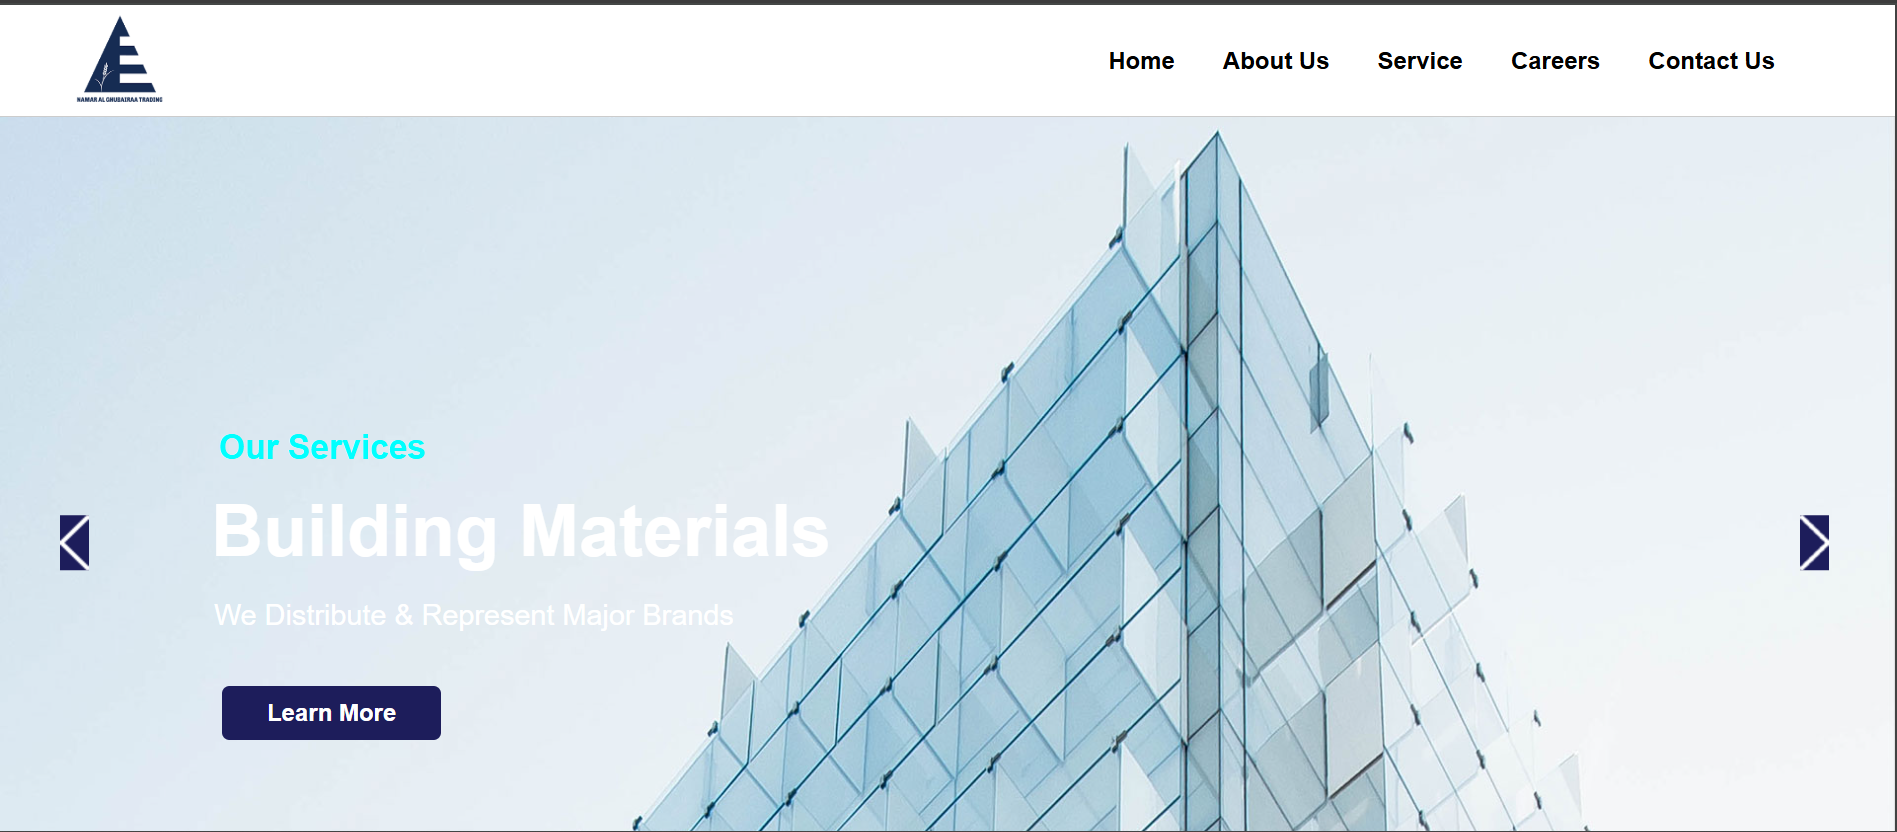 NAMAR AL GHUBAIRAA TRADING
Home
About Us
Service
Careers
Contact Us
Our Services
Building Materials
We Distribute & Represent Major Brands
Learn More